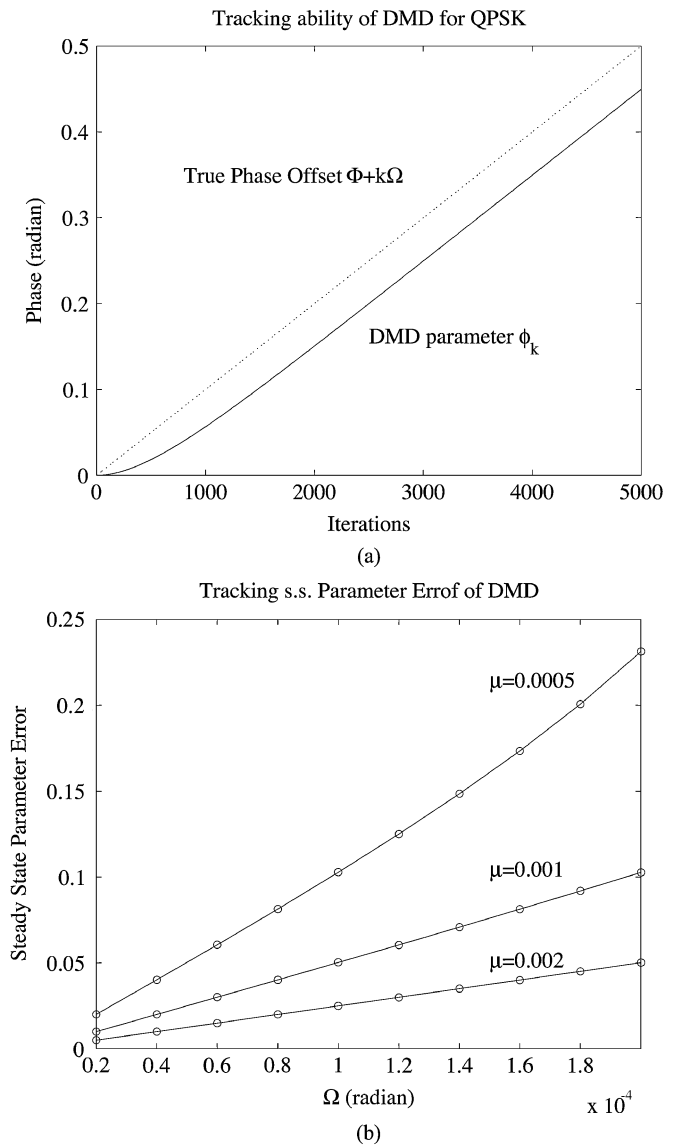 Tracking ability of DMD for QPSK
0.5
0.4
0.3
0.2
0.1
0
Phase (radian)
True Phase Offset Φ+kΩ
DMD parameter ϕk
0 1000 2000 3000 4000 5000
Iterations
(a)
Tracking s.s. Parameter Errof of DMD
0.25
0.2
0.15
0.1
0.05
0
Steady State Parameter Error
μ=0.0005
μ=0.001
μ=0.002
0.2 0.4 0.6 0.8 1 1.2 1.4 1.6 1.8
Ω (radian)
x 10-4
(b)